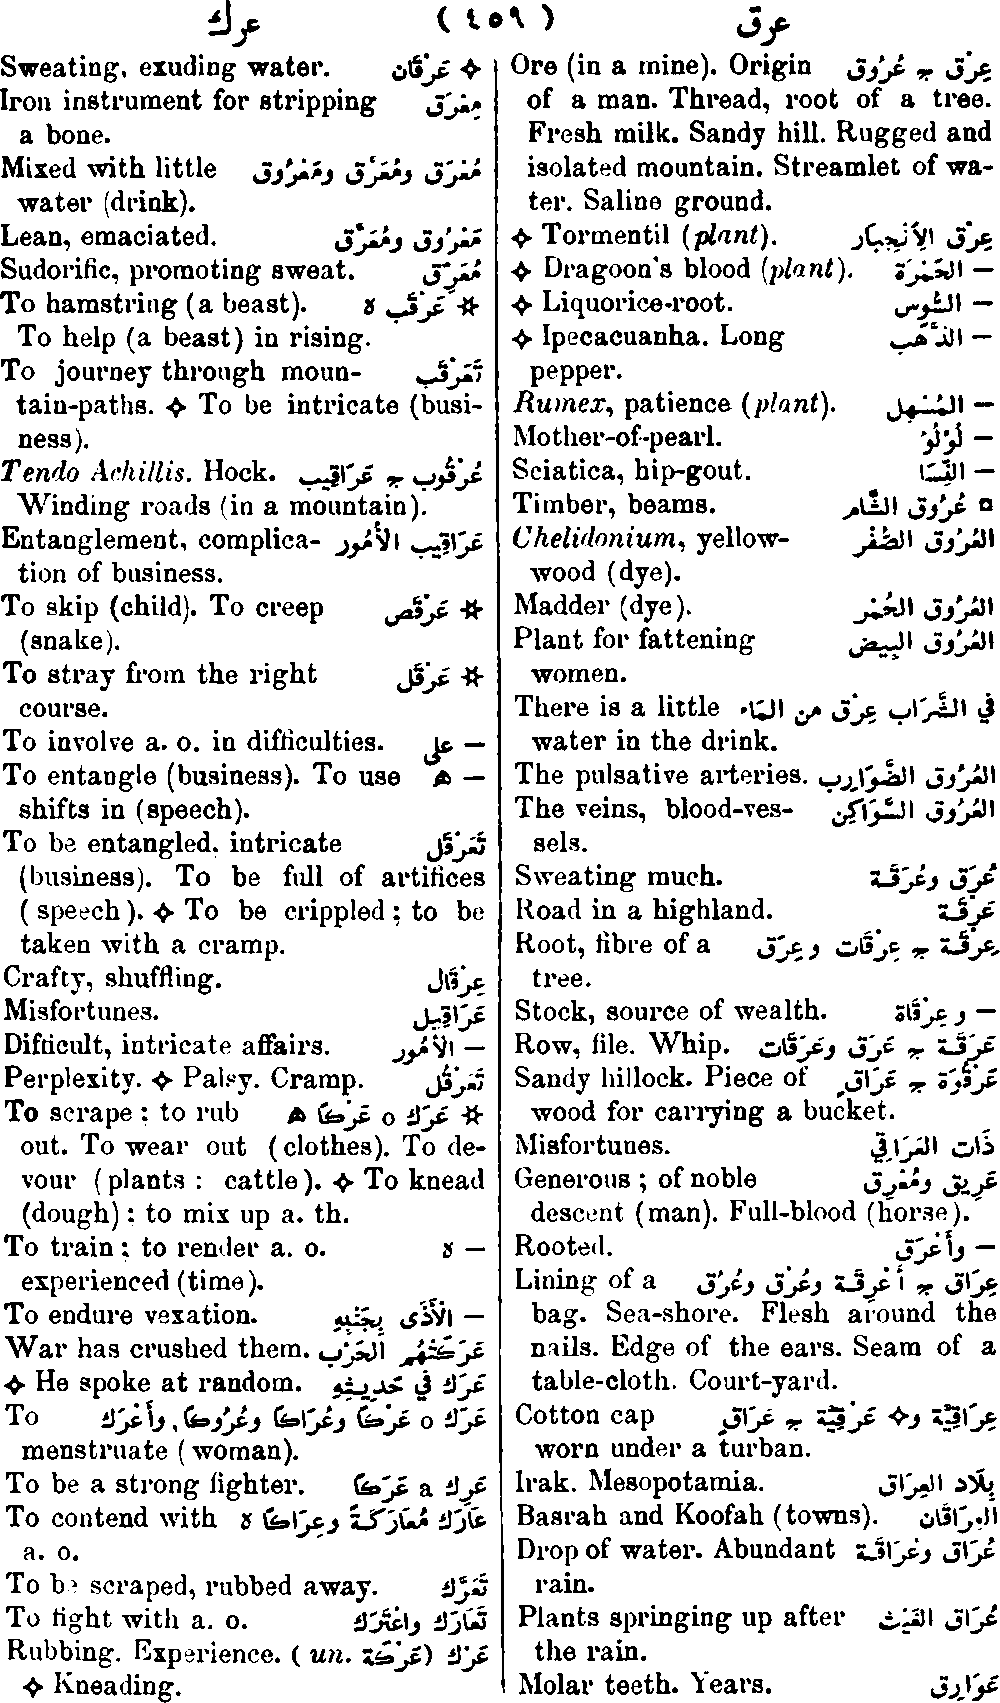 عرق ( ٤٥٩ ) عرك
Ore (in a mine). Origin عِرْق ج عُرُوق
of a man. Thread, root of a tree.
Fresh milk. Sandy hill. Rugged and
isolated mountain. Streamlet of wa-
ter. Saline ground.
✧ Tormentil (plant). عِرْق الأَنْجِبَار
✧ Dragoon's blood (plant). — الحُمْرَة
✧ Liquorice-root. — السُّوس
✧ Ipecacuanha. Long — الذَّهَب
pepper.
Rumex, patience (plant). — المُسْهِل
Mother-of-pearl. — لُوْلُوْ
Sciatica, hip-gout. — النَِّسَا
Timber, beams. ▫ عُرُوق الشَّام
Chelidonium, yellow- العُرُوق الصُّفْر
wood (dye).
Madder (dye). العُرُوق الحُمْر
Plant for fattening العُرُوق البِيض
women.
There is a little في الشَّرَاب عِرْق من المَاء
water in the drink.
The pulsative arteries. العُرُوق الضَّوَارِب
The veins, blood-ves- العُرُوق السَّوَاكِن
sels.
Sweating much. عُرَق وعُرَقَة
Road in a highland. عَرْقَة
Root, fibre of a عِرْقَة ج عِرْقَات وعِرَق
tree.
Stock, source of wealth. — و عِرْقَاة
Row, file. Whip. عَرَقَة ج عَرَق وعَرَقَات
Sandy hillock. Piece of عَرْقُوَة ج عَرَاقٍ
wood for carrying a bucket.
Misfortunes. ذَات العَرَاقِي
Generous ; of noble عَرِيق ومُعْرِق
descent (man). Full-blood (horse).
Rooted. — وأَعْرَق
Lining of a عِرَاق ج أَعْرِقَة وعُرْق وعُرُق
bag. Sea-shore. Flesh around the
nails. Edge of the ears. Seam of a
table-cloth. Court-yard.
Cotton cap عِرَاقِيَّة و✧ عَرْقِيَّة ج عَرَاقٍ
worn under a turban.
Irak. Mesopotamia. بِلَاد العِرَاق
Basrah and Koofah (towns). العِرَاقَان
Drop of water. Abundant عُرَاق وعُرَاقَة
rain.
Plants springing up after عُرَاق الغَيْث
the rain.
Molar teeth. Years. عَوَارِق
Sweating, exuding water. ✧ عَرْقَان
Iron instrument for stripping مِعْرَق
a bone.
Mixed with little مُعْرَق ومُعَرَّق ومَعْرُوق
water (drink).
Lean, emaciated. مَعْرُوق ومُعَرَّق
Sudorific, promoting sweat. مُعَرِّق
To hamstring (a beast). ✡ عَرْقَب ه
To help (a beast) in rising.
To journey through moun- تَعَرْقَب
tain-paths. ✧ To be intricate (busi-
ness).
Tendo Achillis. Hock. عُرْقُوب ج عَرَاقِيب
Winding roads (in a mountain).
Entanglement, complica- عَرَاقِيب الأُمُور
tion of business.
To skip (child). To creep ✡ عَرْقَص
(snake).
To stray from the right ✡ عَرْقَل
course.
To involve a. o. in difficulties. — على
To entangle (business). To use — ه
shifts in (speech).
To be entangled, intricate تَعَرْقَل
(business). To be full of artifices
(speech). ✧ To be crippled ; to be
taken with a cramp.
Crafty, shuffling. عِرْقَال
Misfortunes. عَرَاقِيل
Difficult, intricate affairs. — الأُمُور
Perplexity. ✧ Palsy. Cramp. تَعَرْقُل
To scrape ; to rub ✡ عَرَك o عَرْكًا ه
out. To wear out (clothes). To de-
vour (plants : cattle). ✧ To knead
(dough) ; to mix up a. th.
To train ; to render a. o. — ه
experienced (time).
To endure vexation. — الأَذَى بِجَنْبِهِ
War has crushed them. عَرَكَتْهُم الحَرْب
✧ He spoke at random. عَرَك في حَدِيثِهِ
To عَرَك o عَرْكًا وعَرَاكًا وعُرُوكًا, وأَعْرَك
menstruate (woman).
To be a strong fighter. عَرِك a عَرَكًا
To contend with عَارَك مُعَارَكَةً وعِرَاكًا ه
a. o.
To be scraped, rubbed away. تَعَرَّك
To fight with a. o. تَعَارَك واعْتَرَك
Rubbing. Experience. (un. عَرْك (عَرْكَة
✧ Kneading.